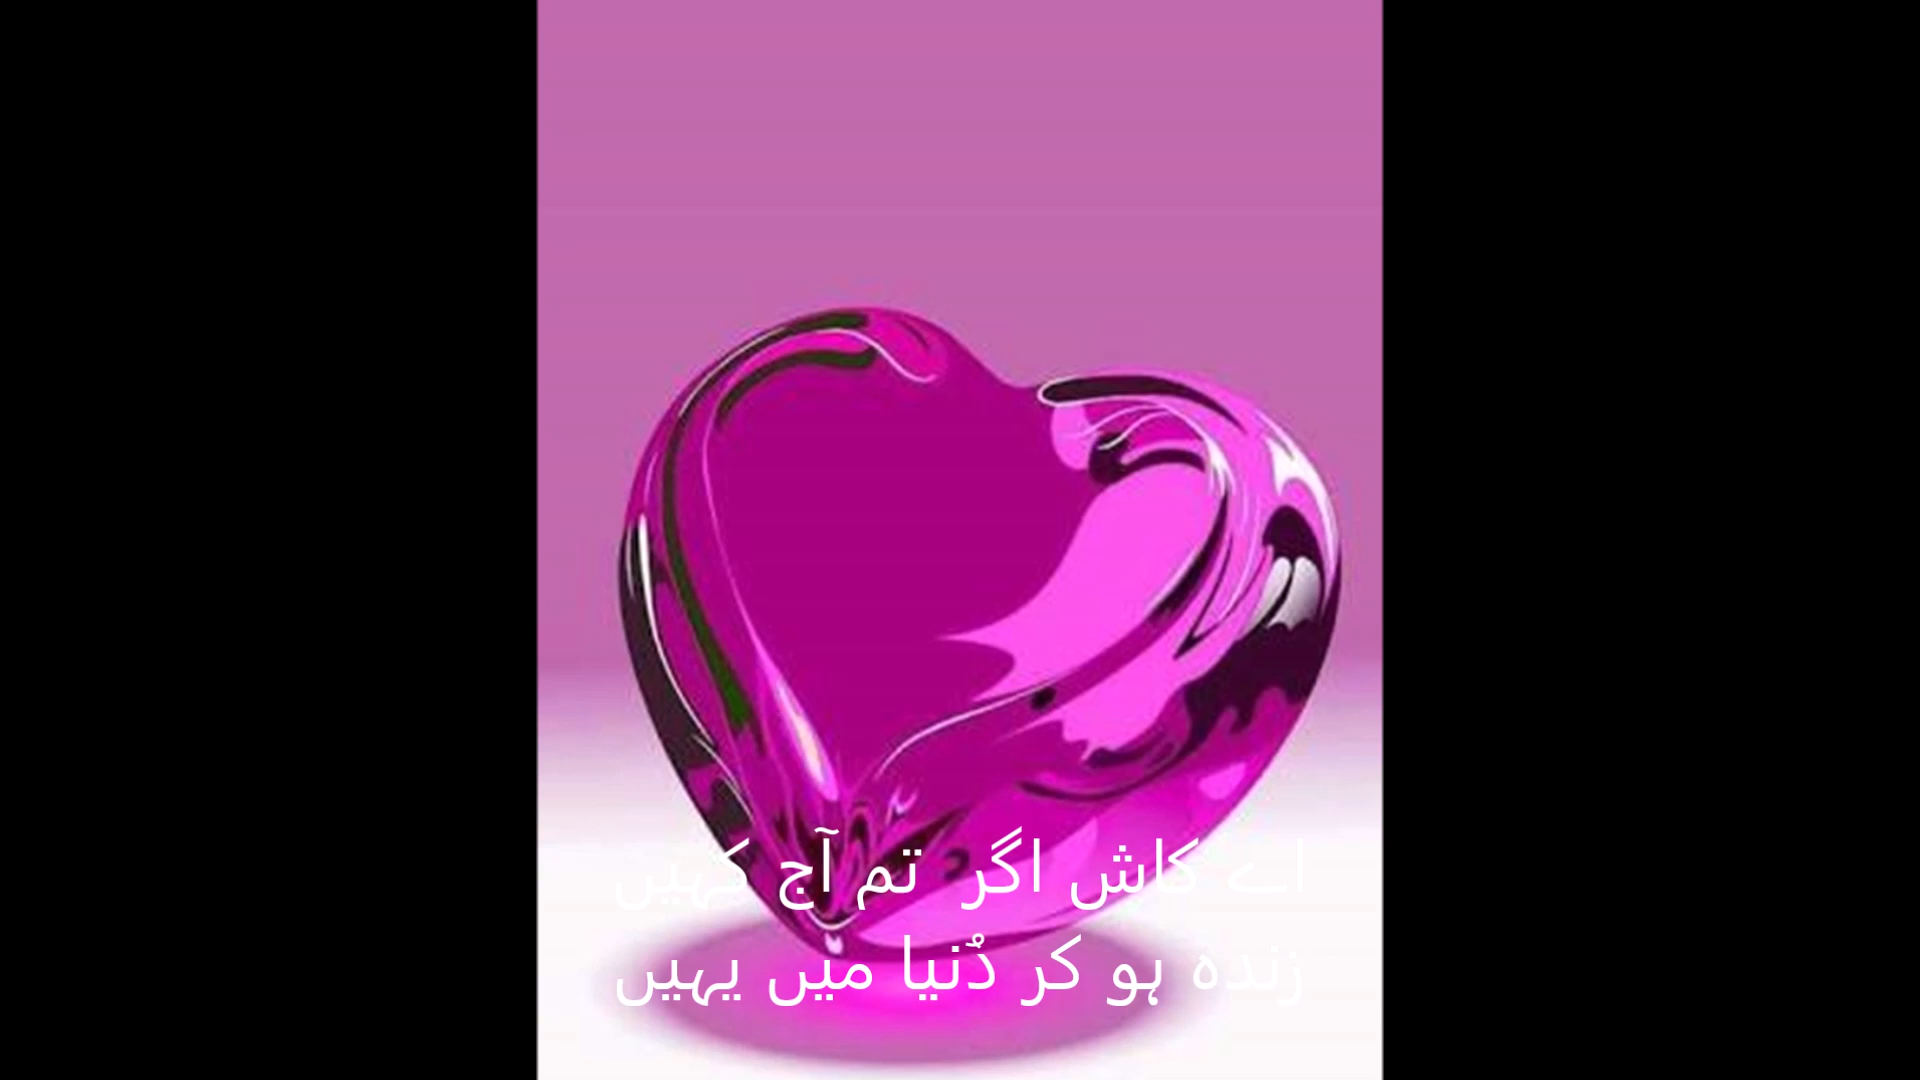 اے کاش اگر تم آج کہیں
زندہ ہو کر دُنیا میں یہیں